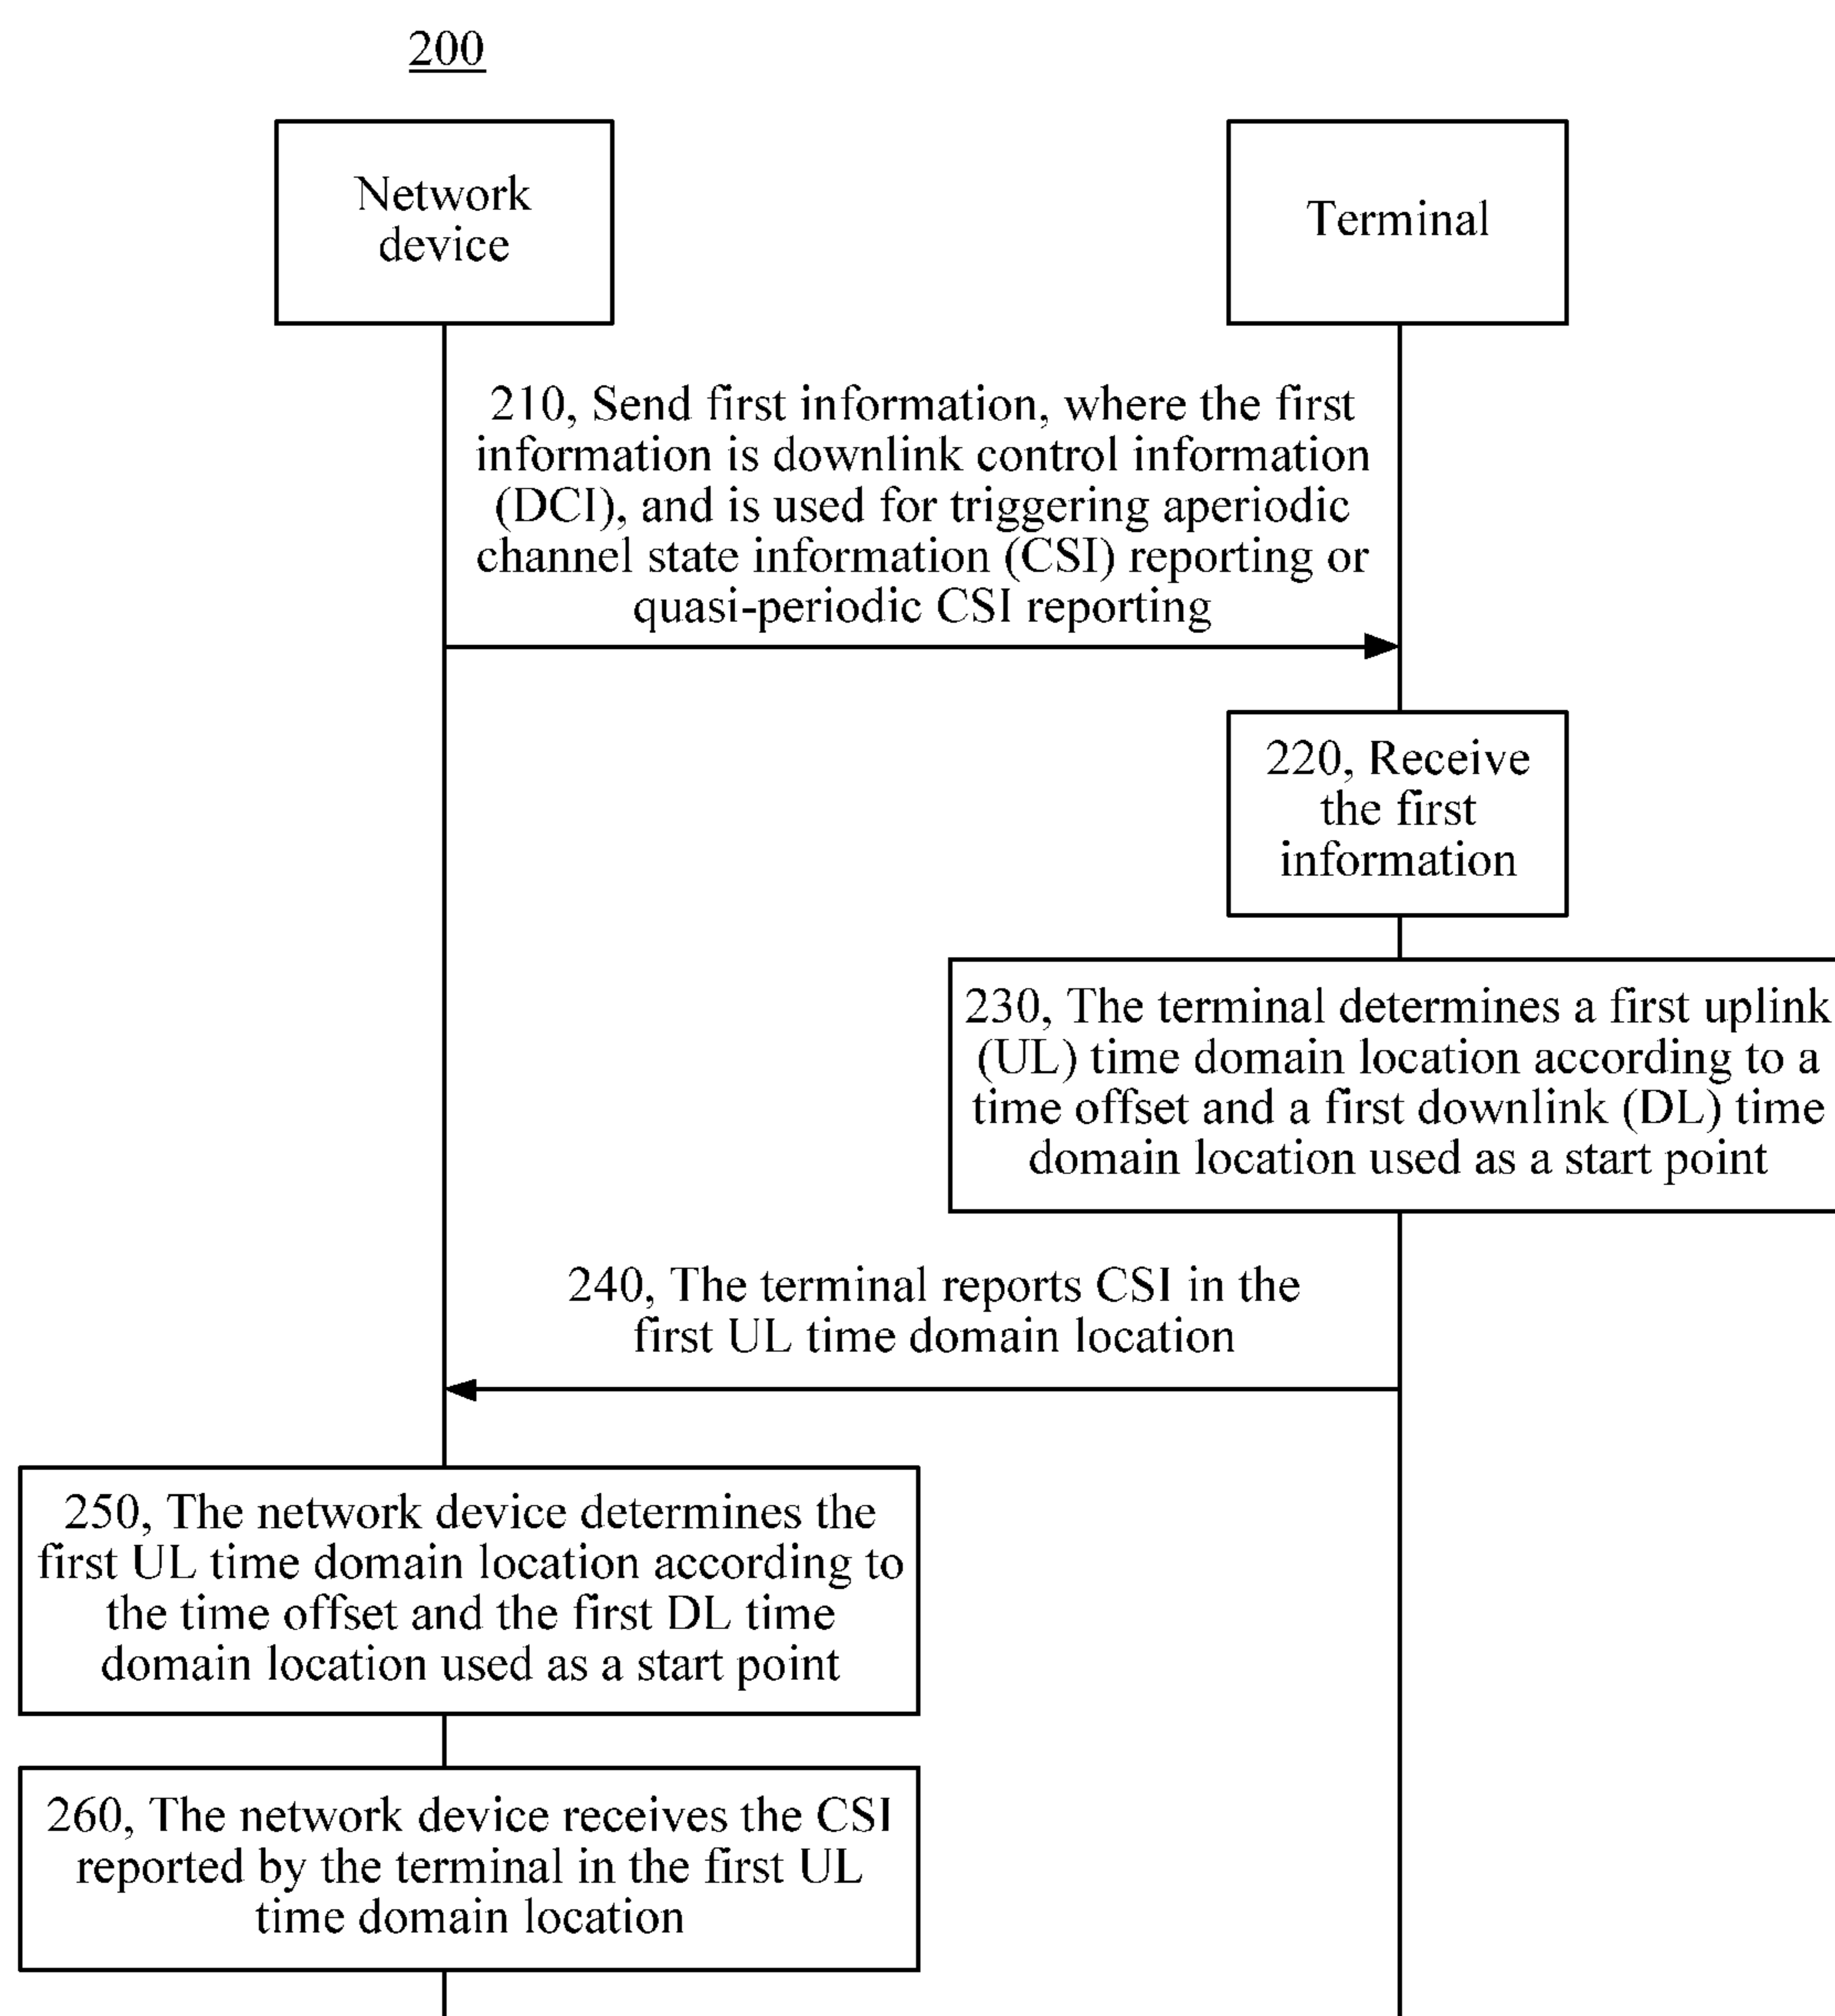 200
Network
device
Terminal
210, Send first information, where the first
information is downlink control information
(DCI), and is used for triggering aperiodic
channel state information (CSI) reporting or
quasi-periodic CSI reporting
220, Receive
the first
information
230, The terminal determines a first uplink
(UL) time domain location according to a
time offset and a first downlink (DL) time
domain location used as a start point
240, The terminal reports CSI in the
first UL time domain location
250, The network device determines the
first UL time domain location according to
the time offset and the first DL time
domain location used as a start point
260, The network device receives the CSI
reported by the terminal in the first UL
time domain location